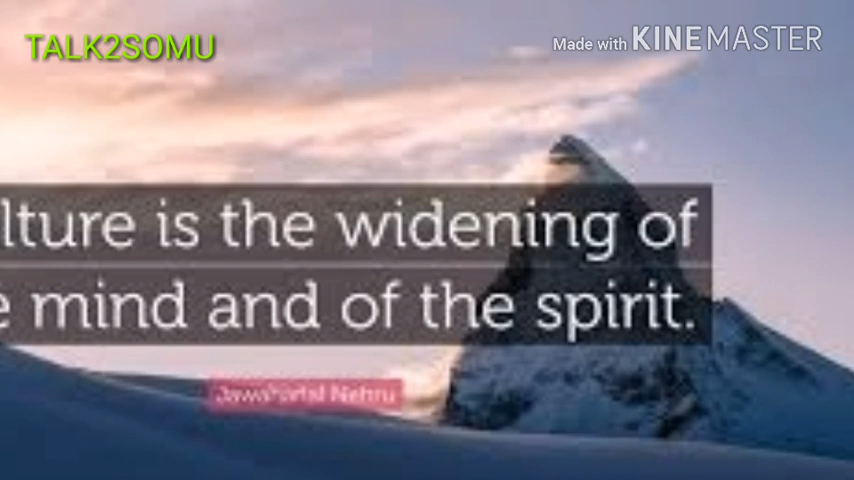 TALK2SOMU
Made with KINEMASTER
lture is the widening of
e mind and of the spirit.
Jawaharlal Nehru